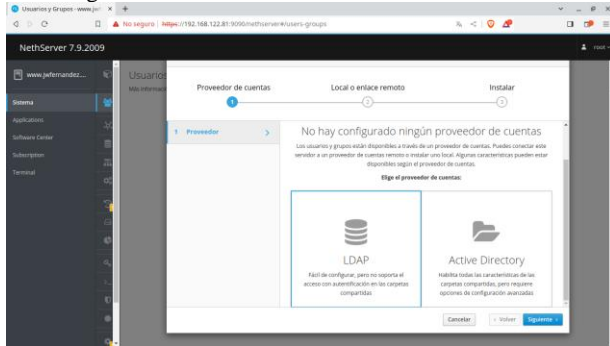 Usuarios y Grupos - www.jwf
No seguro
https://192.168.122.81:9090/nethserver#/users-groups
NethServer 7.9.2009
root
www.jwfernandez....
Usuarios
Más informaci
Sistema
Applications
Software Center
Subscription
Terminal
Proveedor de cuentas
Local o enlace remoto
Instalar
1
2
3
1 Proveedor
No hay configurado ningún proveedor de cuentas
Los usuarios y grupos están disponibles a través de un proveedor de cuentas. Puedes conectar este
servidor a un proveedor de cuentas remoto o instalar uno local. Algunas características pueden estar
disponibles según el proveedor de cuentas.
Elige el proveedor de cuentas:
LDAP
Fácil de configurar, pero no soporta el
acceso con autentificación en las carpetas
compartidas
Active Directory
Habilita todas las características de las
carpetas compartidas, pero requiere
opciones de configuración avanzadas
Cancelar
Volver
Siguiente